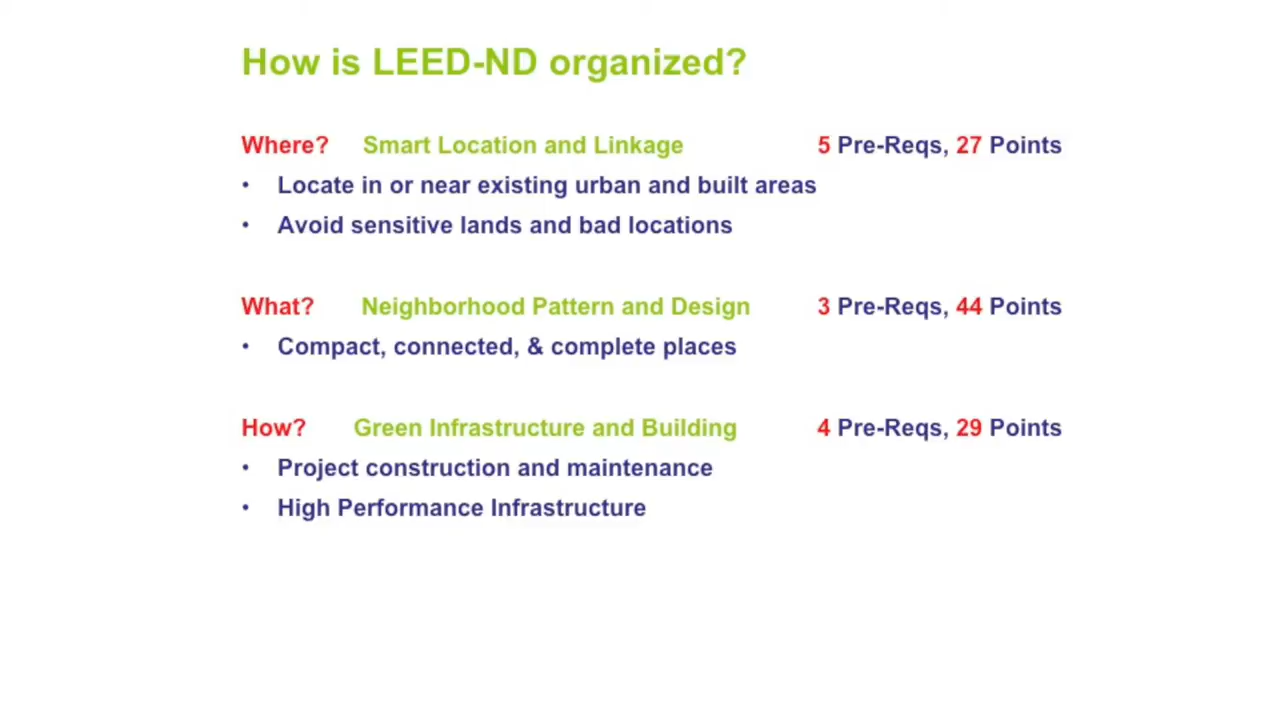 How is LEED-ND organized?
Where? Smart Location and Linkage 5 Pre-Reqs, 27 Points
• Locate in or near existing urban and built areas
• Avoid sensitive lands and bad locations
What? Neighborhood Pattern and Design 3 Pre-Reqs, 44 Points
• Compact, connected, & complete places
How? Green Infrastructure and Building 4 Pre-Reqs, 29 Points
• Project construction and maintenance
• High Performance Infrastructure